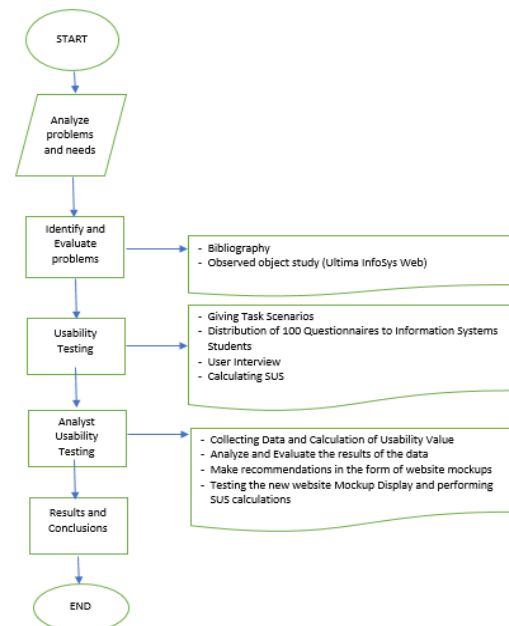 START
Analyze
problems
and needs
Identify and
Evaluate
problems
- Bibliography
- Observed object study (Ultima InfoSys Web)
Usability
Testing
- Giving Task Scenarios
- Distribution of 100 Questionnaires to Information Systems
Students
- User Interview
- Calculating SUS
Analyst
Usability
Testing
- Collecting Data and Calculation of Usability Value
- Analyze and Evaluate the results of the data
- Make recommendations in the form of website mockups
- Testing the new website Mockup Display and performing
SUS calculations
Results and
Conclusions
END